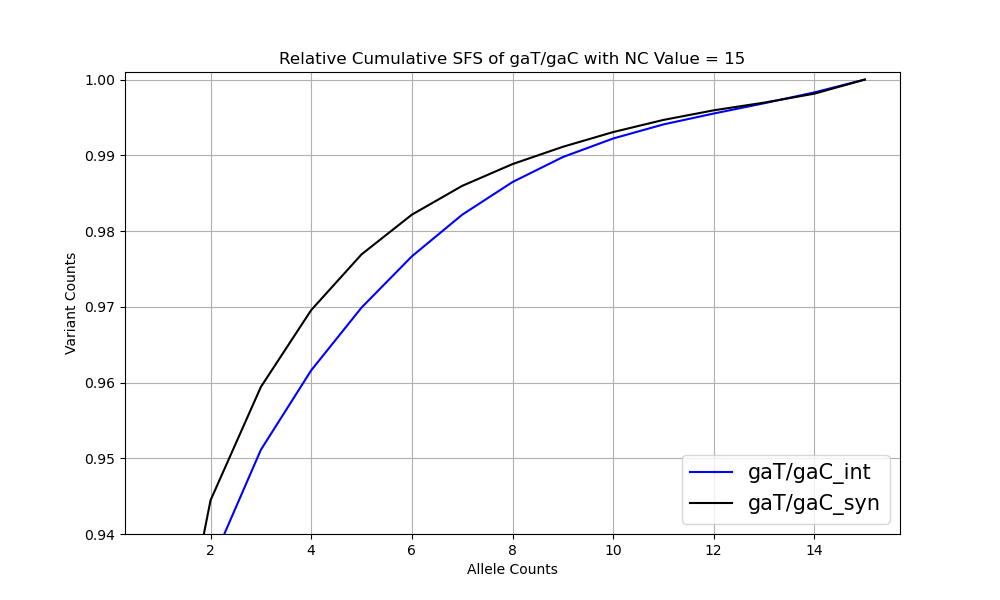 Relative Cumulative SFS of gaT/gaC with NC Value = 15
1.00
0.99
0.98
0.97
0.96
0.95
0.94
Variant Counts
gaT/gaC_int
gaT/gaC_syn
2 4 6 8 10 12 14
Allele Counts